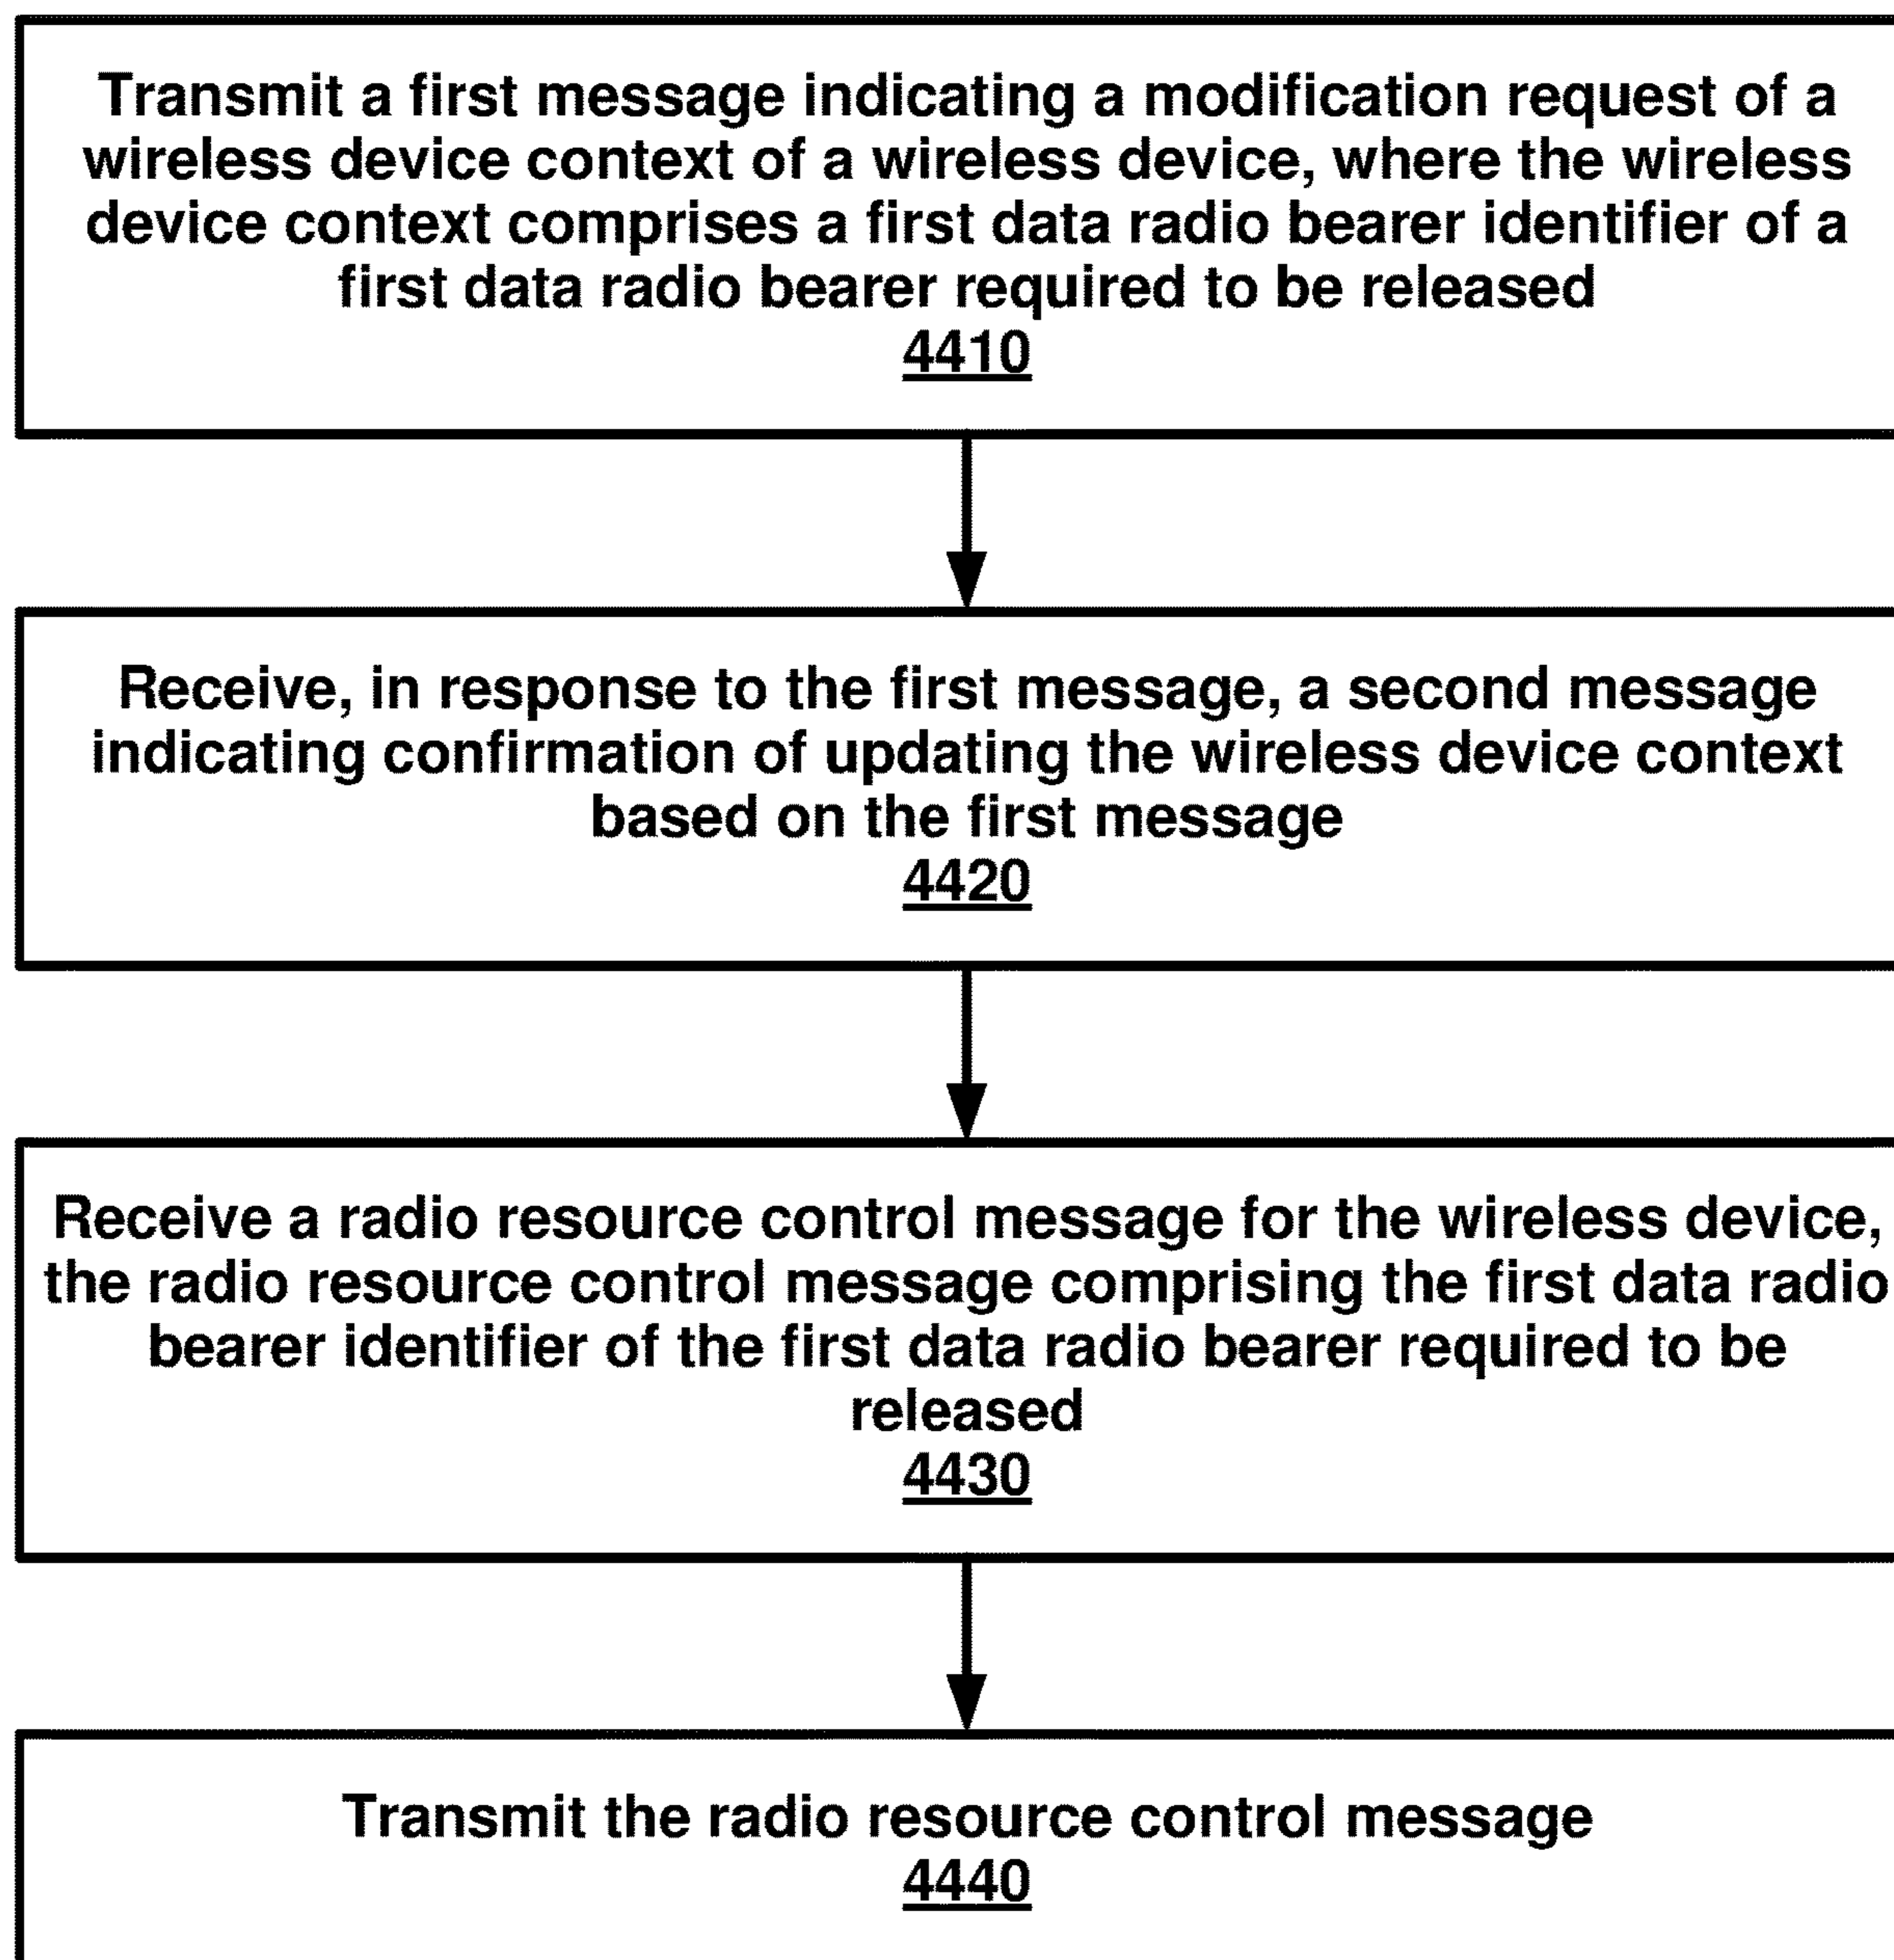 Transmit a first message indicating a modification request of a
wireless device context of a wireless device, where the wireless
device context comprises a first data radio bearer identifier of a
first data radio bearer required to be released
4410
Receive, in response to the first message, a second message
indicating confirmation of updating the wireless device context
based on the first message
4420
Receive a radio resource control message for the wireless device,
the radio resource control message comprising the first data radio
bearer identifier of the first data radio bearer required to be
released
4430
Transmit the radio resource control message
4440